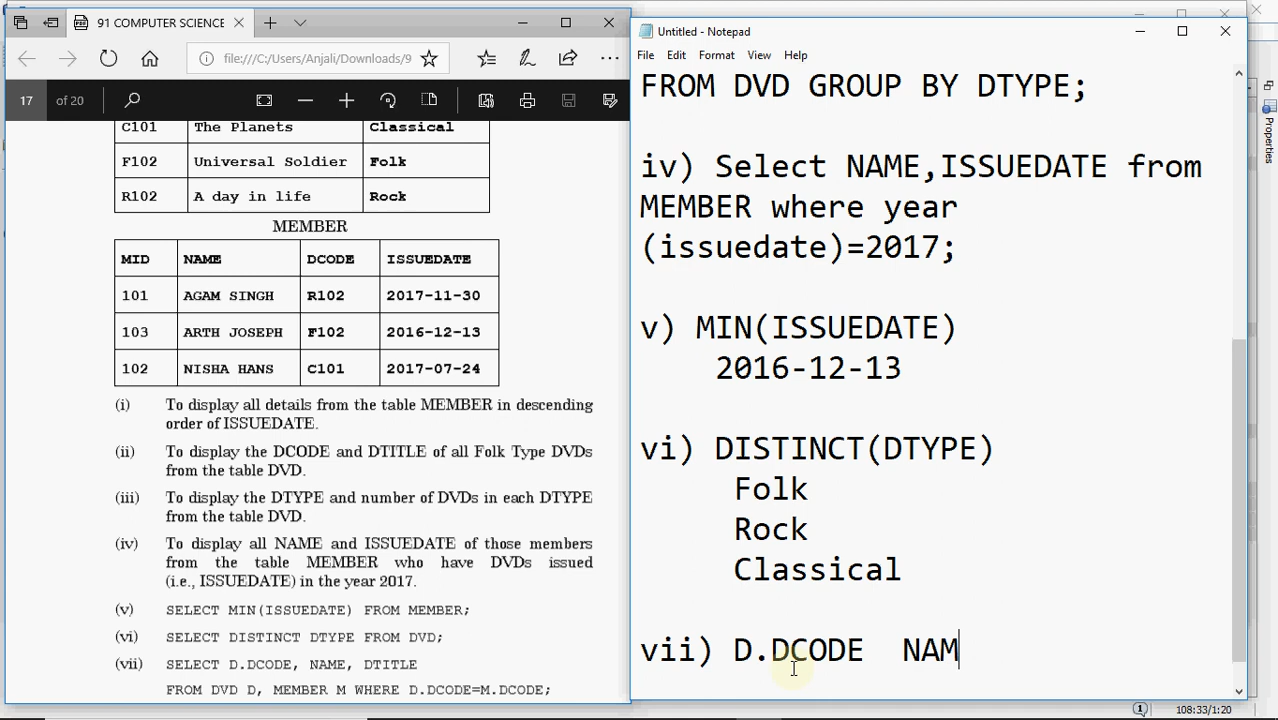 91 COMPUTER SCIENCE
file:///C:/Users/Anjali/Downloads/9
17 of 20
C101 The Planets Classical
F102 Universal Soldier Folk
R102 A day in life Rock
MEMBER
MID NAME DCODE ISSUEDATE
101 AGAM SINGH R102 2017-11-30
103 ARTH JOSEPH F102 2016-12-13
102 NISHA HANS C101 2017-07-24
(i) To display all details from the table MEMBER in descending
order of ISSUEDATE.
(ii) To display the DCODE and DTITLE of all Folk Type DVDs
from the table DVD.
(iii) To display the DTYPE and number of DVDs in each DTYPE
from the table DVD.
(iv) To display all NAME and ISSUEDATE of those members
from the table MEMBER who have DVDs issued
(i.e., ISSUEDATE) in the year 2017.
(v) SELECT MIN(ISSUEDATE) FROM MEMBER;
(vi) SELECT DISTINCT DTYPE FROM DVD;
(vii) SELECT D.DCODE, NAME, DTITLE
FROM DVD D, MEMBER M WHERE D.DCODE=M.DCODE;
Untitled - Notepad
File Edit Format View Help
FROM DVD GROUP BY DTYPE;
iv) Select NAME,ISSUEDATE from
MEMBER where year
(issuedate)=2017;
v) MIN(ISSUEDATE)
2016-12-13
vi) DISTINCT(DTYPE)
Folk
Rock
Classical
vii) D.DCODE NAM
Properties
1 108:33/1:20